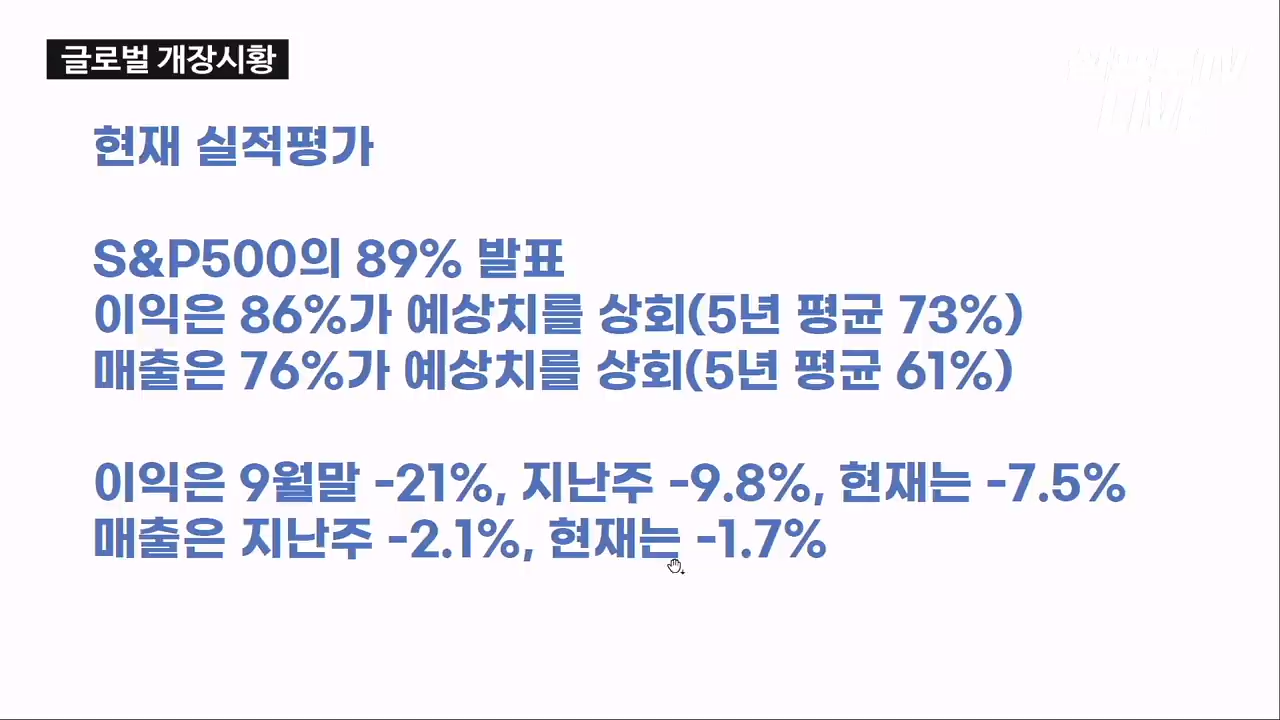 글로벌 개장시황
현재 실적평가
S&P500의 89% 발표
이익은 86%가 예상치를 상회(5년 평균 73%)
매출은 76%가 예상치를 상회(5년 평균 61%)
이익은 9월말 -21%, 지난주 -9.8%, 현재는 -7.5%
매출은 지난주 -2.1%, 현재는 -1.7%